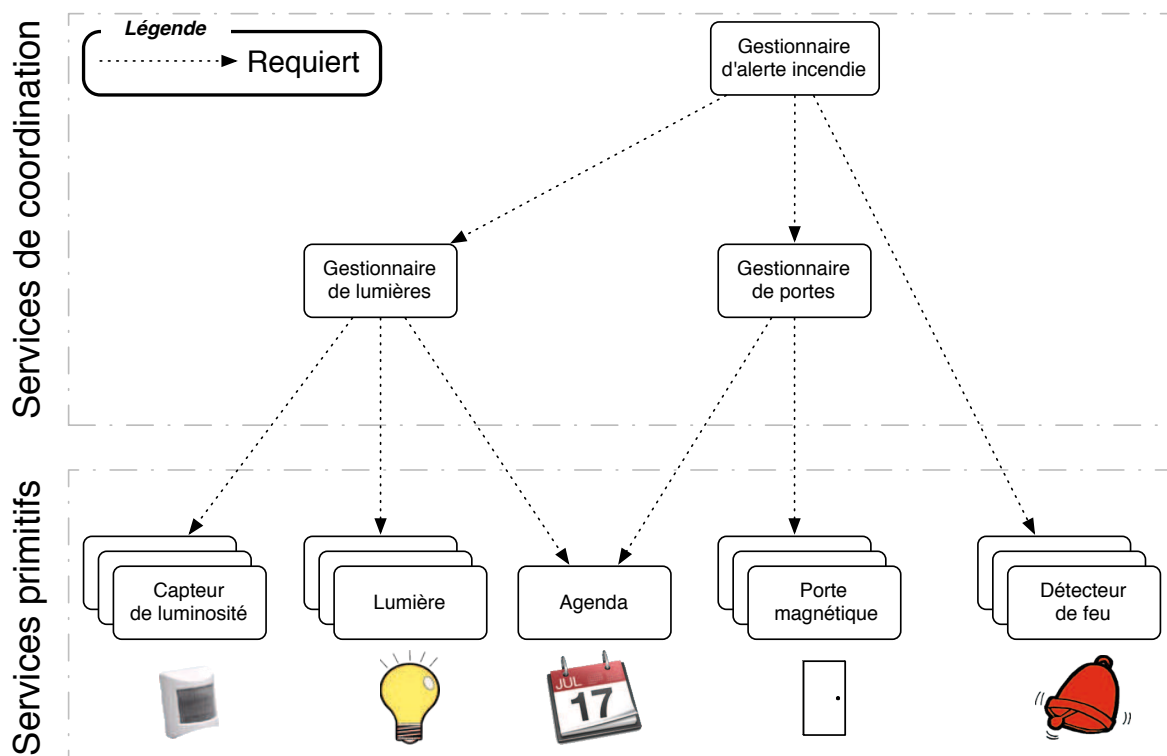 Services de coordination
Légende
Requiert
Gestionnaire
d'alerte incendie
Gestionnaire
de lumières
Gestionnaire
de portes
Services primitifs
Capteur
de luminosité
Lumière
Agenda
Porte
magnétique
Détecteur
de feu
JUL
17